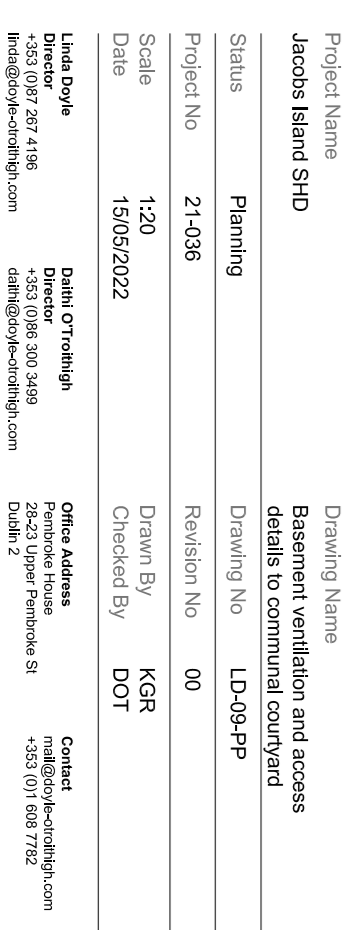 Project Name
Jacobs Island SHD
Drawing Name
Basement ventilation and access
details to communal courtyard
Status Planning
Drawing No LD-09-PP
Project No 21-036
Revision No 00
Scale 1:20
Drawn By KGR
Date 15/05/2022
Checked By DOT
Linda Doyle
Director
+353 (0)87 267 4196
linda@doyle-otroithigh.com
Daithi O'Troithigh
Director
+353 (0)86 300 3499
daithi@doyle-otroithigh.com
Office Address
Pembroke House
28-23 Upper Pembroke St
Dublin 2
Contact
mail@doyle-otroithigh.com
+353 (0)1 608 7782